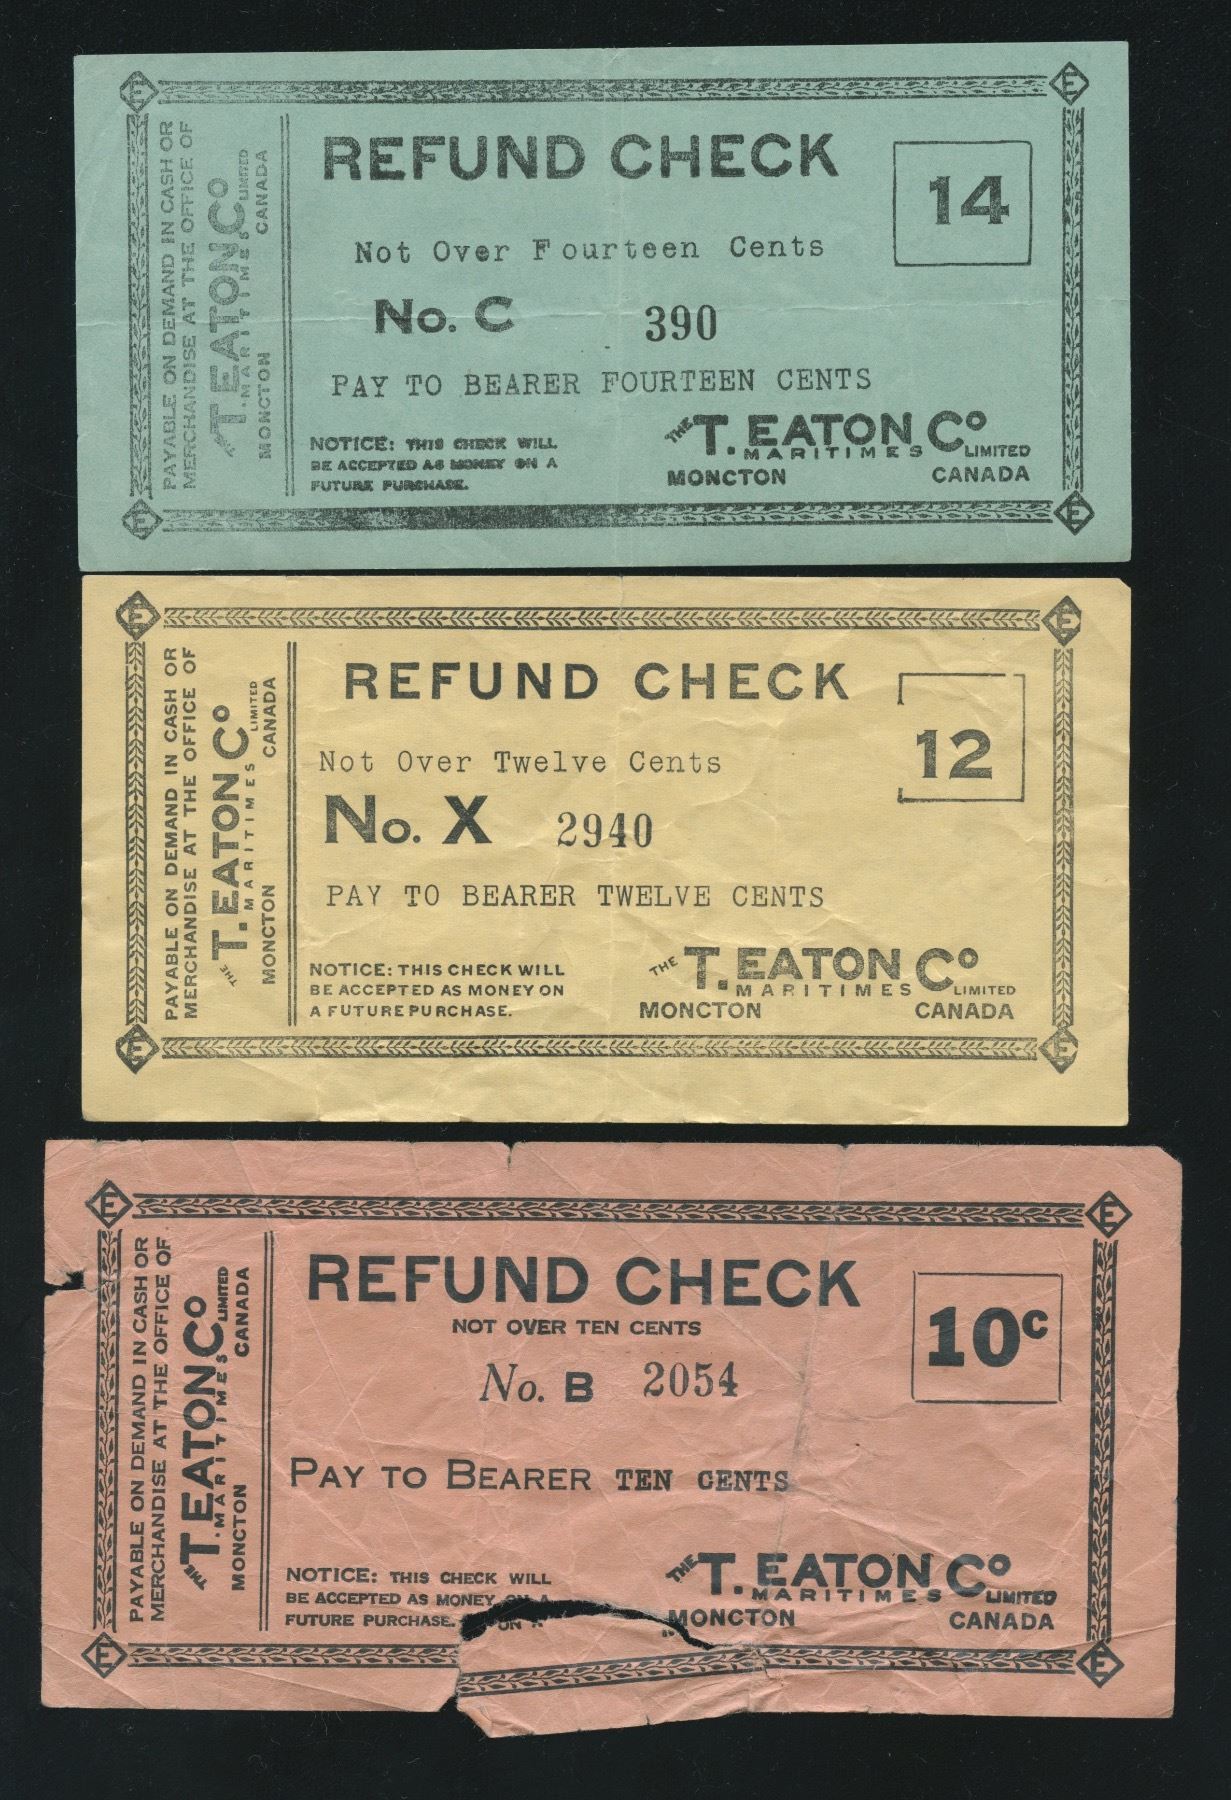 PAYABLE ON DEMAND IN CASH OR
MERCHANDISE AT THE OFFICE OF
THE T. EATON Co LIMITED
MARITIMES
MONCTON CANADA
REFUND CHECK
14
Not Over Fourteen Cents
No. C 390
PAY TO BEARER FOURTEEN CENTS
NOTICE: THIS CHECK WILL
BE ACCEPTED AS MONEY ON A
FUTURE PURCHASE.
THE T. EATON Co LIMITED
MARITIMES
MONCTON CANADA
E
E
E
E
PAYABLE ON DEMAND IN CASH OR
MERCHANDISE AT THE OFFICE OF
THE T. EATON Co LIMITED
MARITIMES
MONCTON CANADA
REFUND CHECK
12
Not Over Twelve Cents
No. X 2940
PAY TO BEARER TWELVE CENTS
NOTICE: THIS CHECK WILL
BE ACCEPTED AS MONEY ON
A FUTURE PURCHASE.
THE T. EATON Co LIMITED
MARITIMES
MONCTON CANADA
E
E
E
E
PAYABLE ON DEMAND IN CASH OR
MERCHANDISE AT THE OFFICE OF
THE T. EATON Co LIMITED
MARITIMES
MONCTON CANADA
REFUND CHECK
10c
NOT OVER TEN CENTS
No. B 2054
PAY TO BEARER TEN CENTS
NOTICE: THIS CHECK WILL
BE ACCEPTED AS MONEY ON A
FUTURE PURCHASE.
THE T. EATON Co LIMITED
MARITIMES
MONCTON CANADA
E
E
E
E